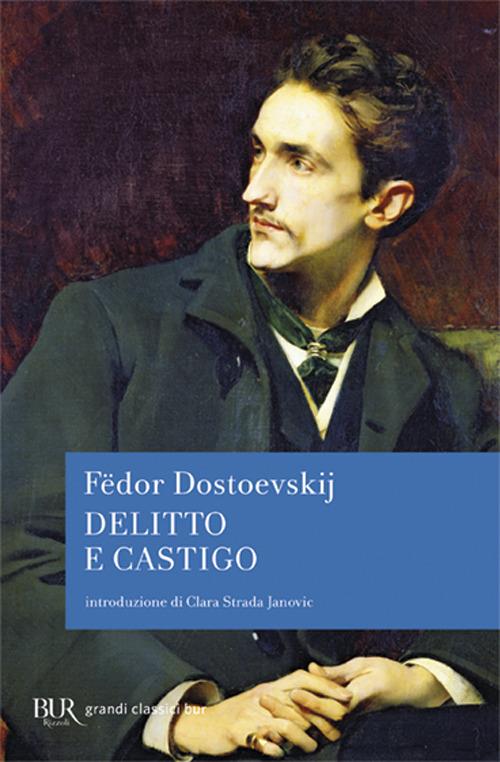 Fëdor Dostoevskij
DELITTO
E CASTIGO
introduzione di Clara Strada Janovic
BUR
Rizzoli
grandi classici bur